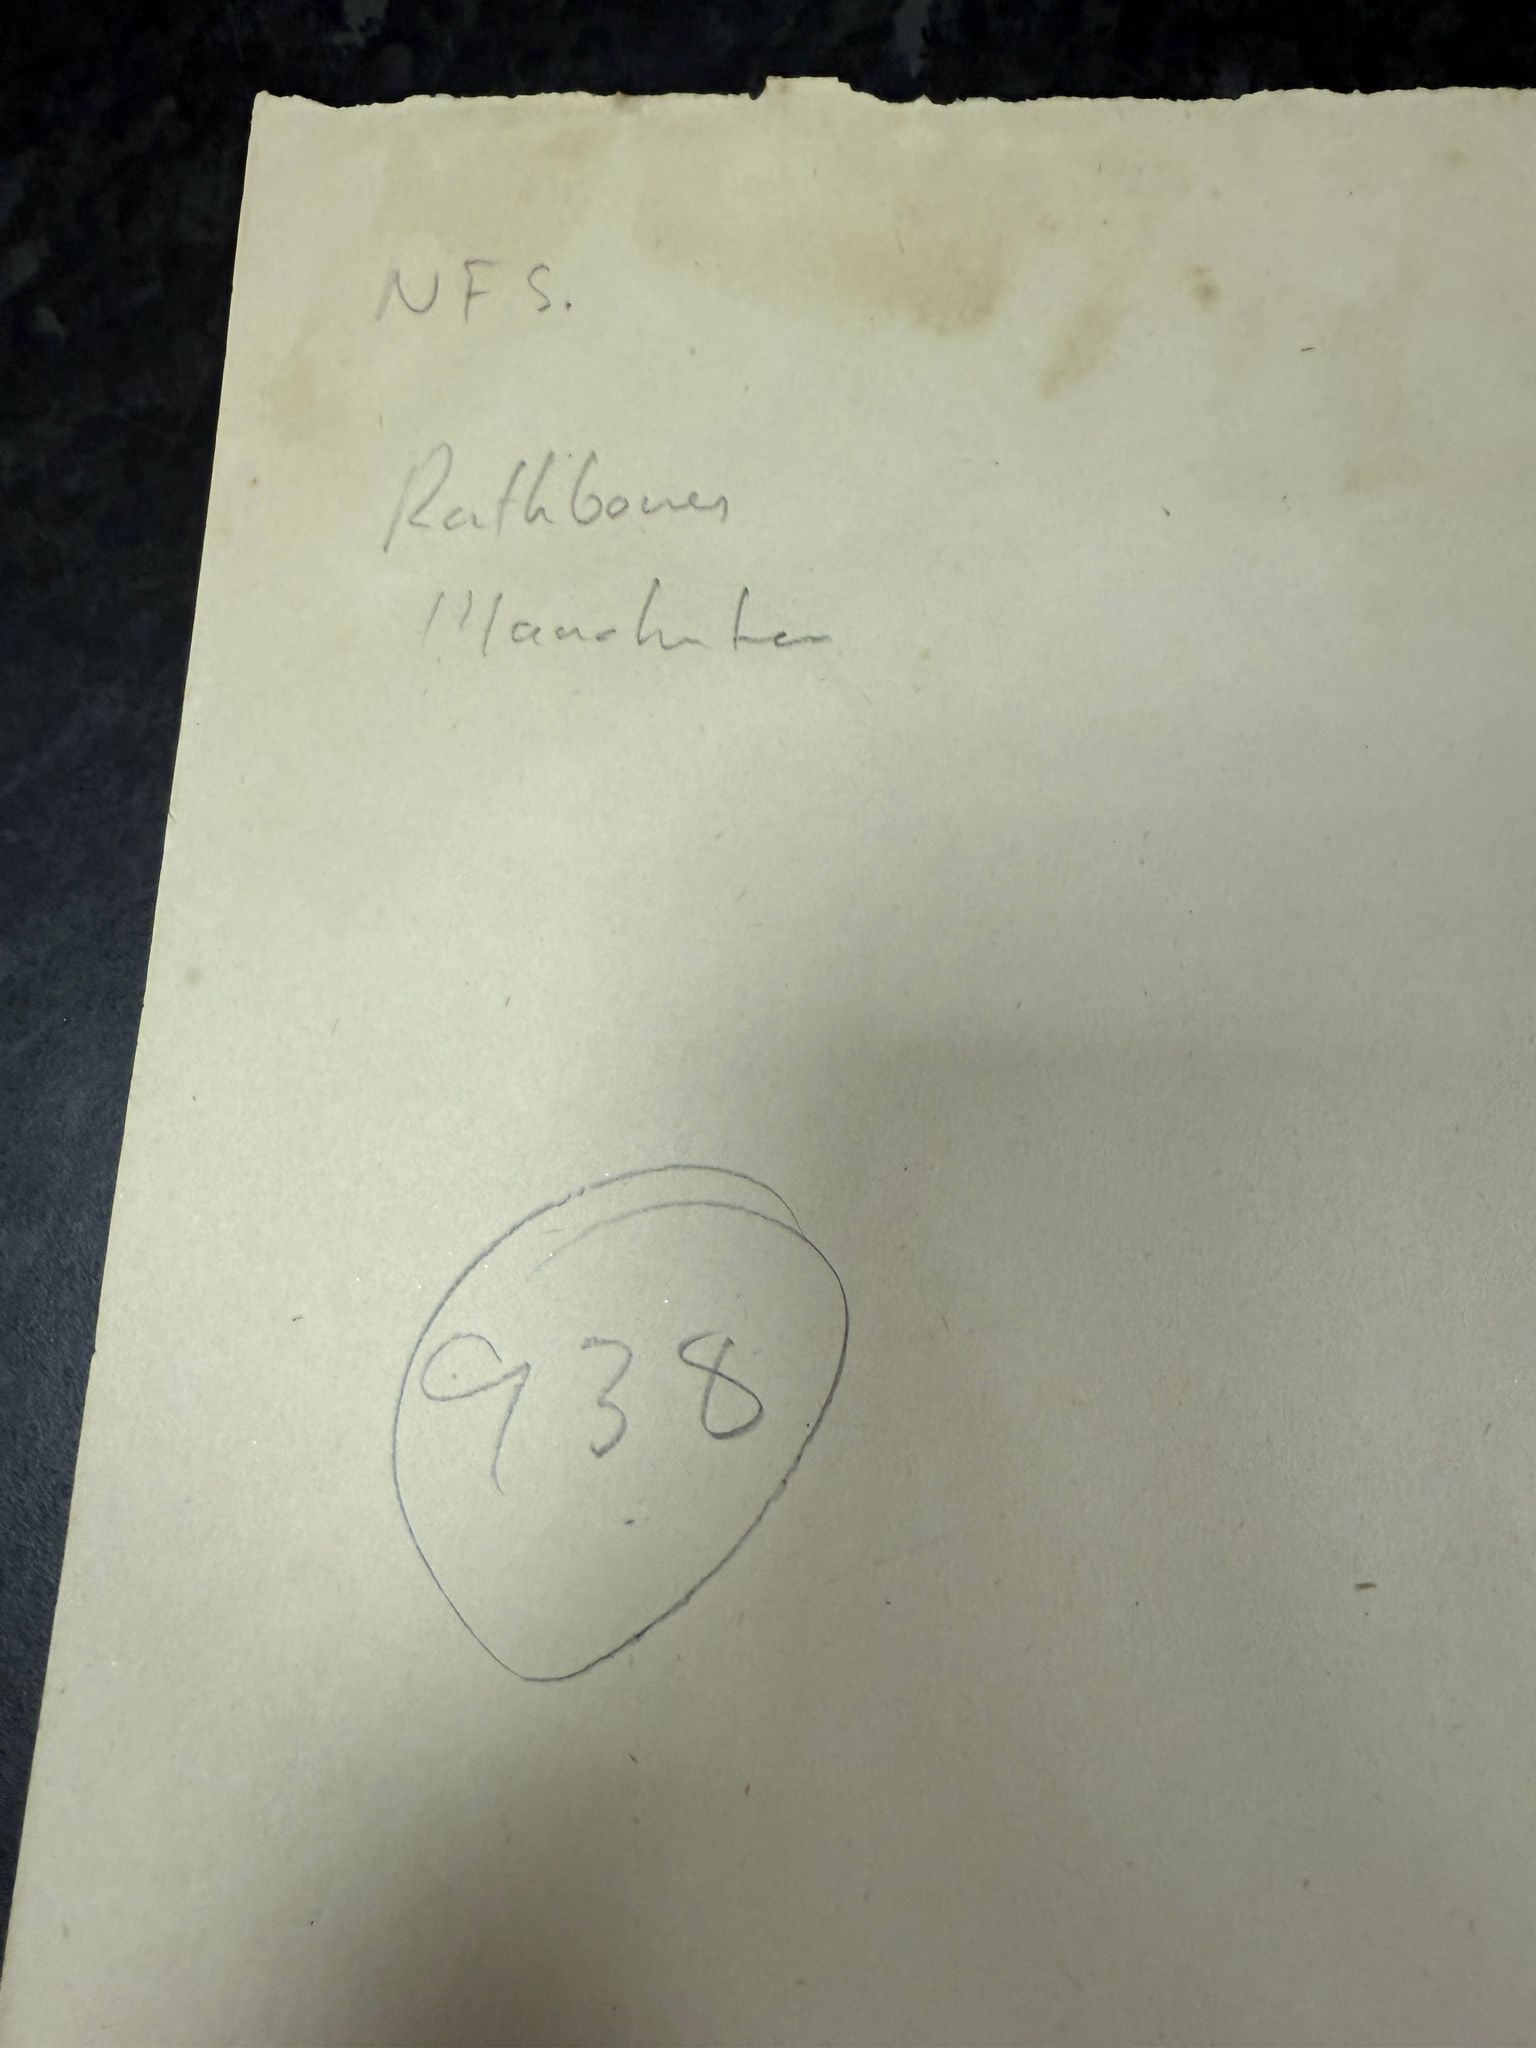 NFS.
Rathbones
Manchester
938